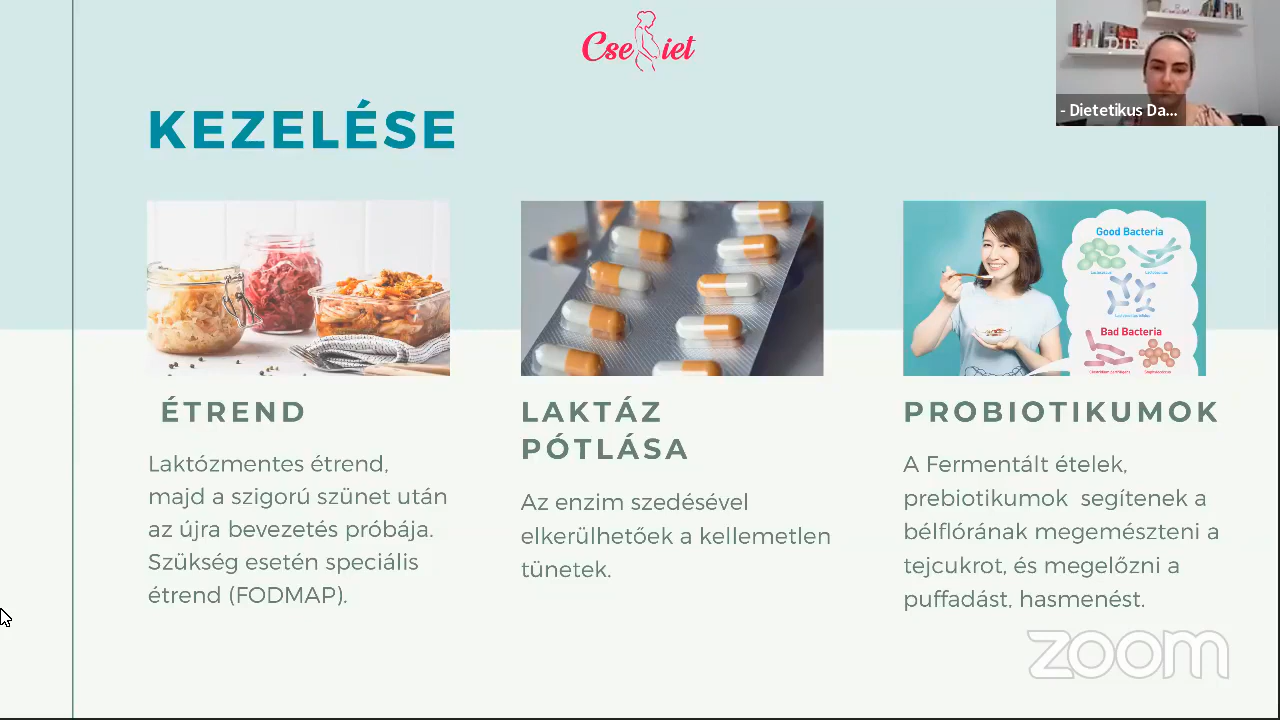 CseDiet
- Dietetikus Da...
KEZELÉSE
Good Bacteria
Bad Bacteria
ÉTREND
Laktózmentes étrend,
majd a szigorú szünet után
az újra bevezetés próbája.
Szükség esetén speciális
étrend (FODMAP).
LAKTÁZ
PÓTLÁSA
Az enzim szedésével
elkerülhetőek a kellemetlen
tünetek.
PROBIOTIKUMOK
A Fermentált ételek,
prebiotikumok  segítenek a
bélflórának megemészteni a
tejcukrot, és megelőzni a
puffadást, hasmenést.
zoom